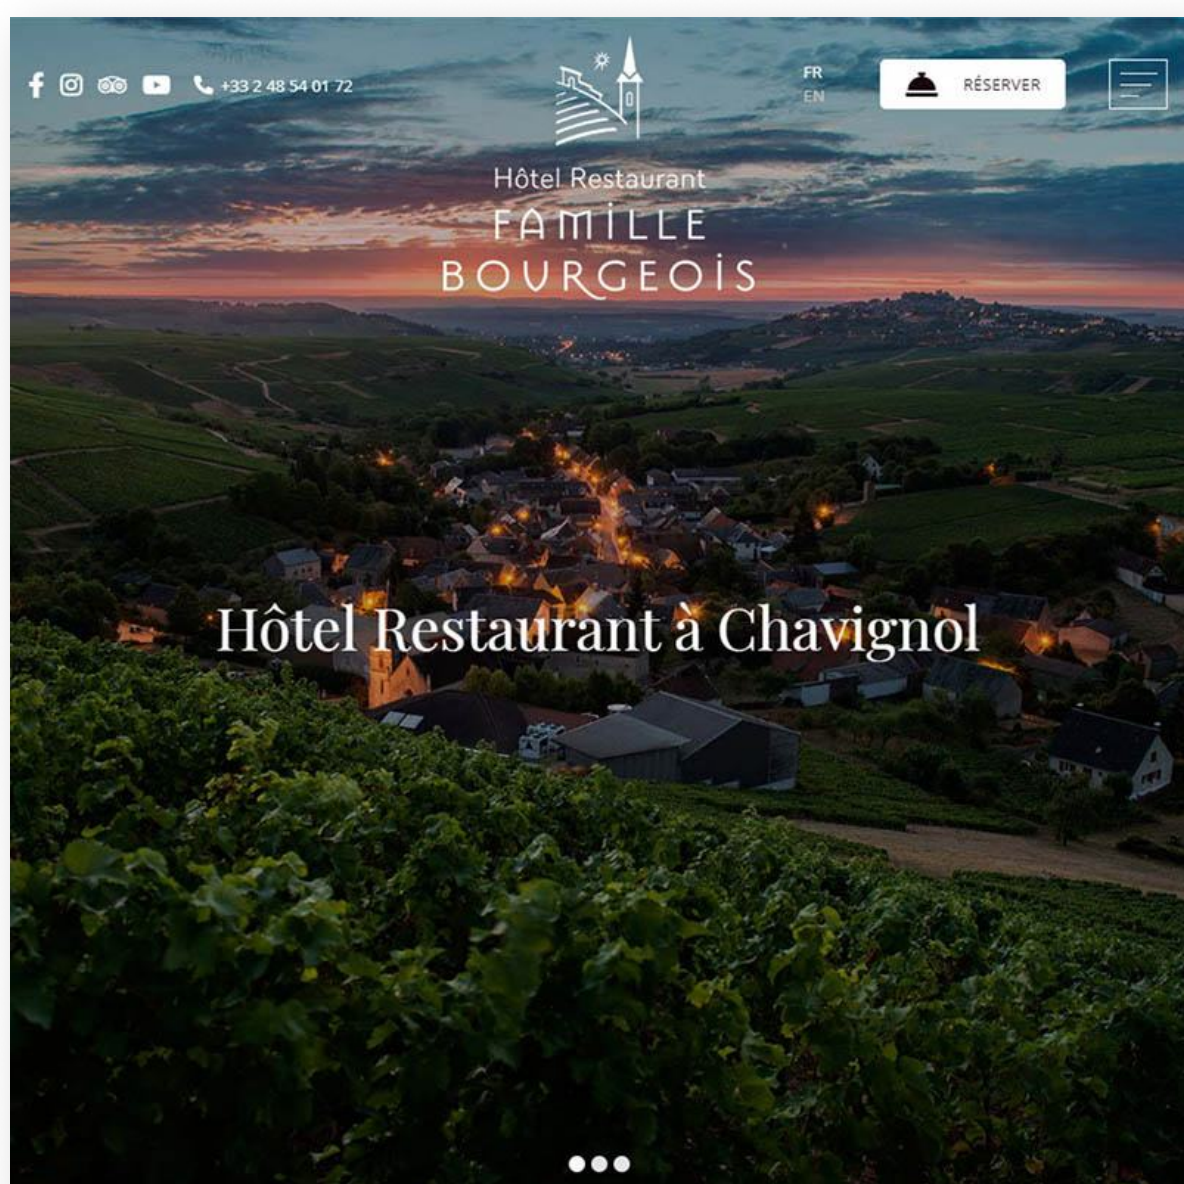 +33 2 48 54 01 72
FR
EN
RÉSERVER
Hôtel Restaurant
FAMILLE
BOURGEOIS
Hôtel Restaurant à Chavignol